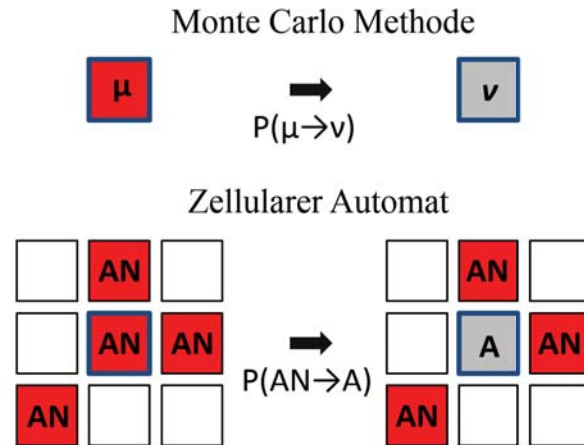 Monte Carlo Methode
μ ν
P(μ→ν)
Zellularer Automat
AN AN
AN AN A AN
P(AN→A)
AN AN